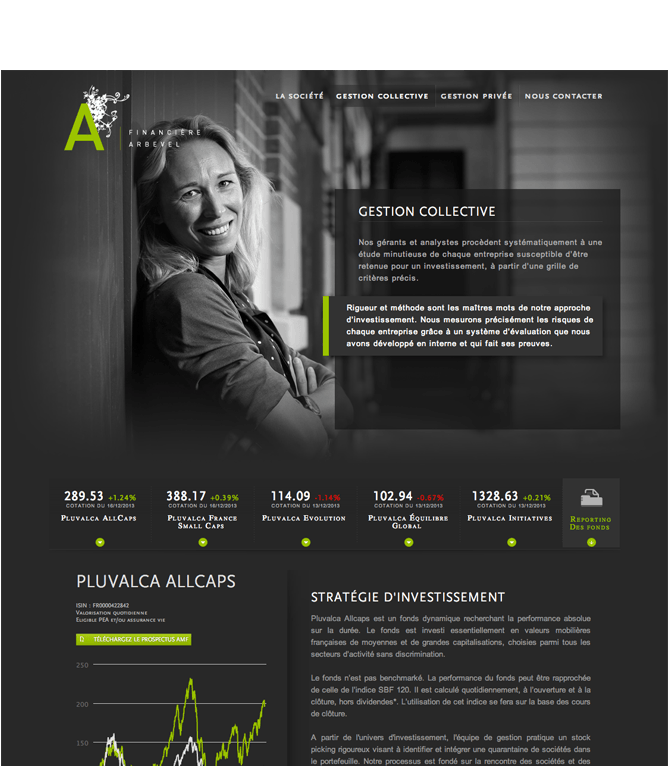 LA SOCIÉTÉ GESTION COLLECTIVE GESTION PRIVÉE NOUS CONTACTER
A
FINANCIÈRE
ARBEVEL
GESTION COLLECTIVE
Nos gérants et analystes procèdent systématiquement à une
étude minutieuse de chaque entreprise susceptible d'être
retenue pour un investissement, à partir d'une grille de
critères précis.
Rigueur et méthode sont les maîtres mots de notre approche
d'investissement. Nous mesurons précisément les risques de
chaque entreprise grâce à un système d'évaluation que nous
avons développé en interne et qui fait ses preuves.
289.53 +1.24%
COTATION DU 16/12/2013
PLUVALCA ALLCAPS
388.17 +0.39%
COTATION DU 16/12/2013
PLUVALCA FRANCE
SMALL CAPS
114.09 -1.14%
COTATION DU 13/12/2013
PLUVALCA EVOLUTION
102.94 -0.67%
COTATION DU 13/12/2013
PLUVALCA ÉQUILIBRE
GLOBAL
1328.63 +0.21%
COTATION DU 13/12/2013
PLUVALCA INITIATIVES
REPORTING
DES FONDS
PLUVALCA ALLCAPS
ISIN : FR0000422842
VALORISATION QUOTIDIENNE
ELIGIBLE PEA ET/OU ASSURANCE VIE
TÉLÉCHARGEZ LE PROSPECTUS AMF
250
200
150
STRATÉGIE D'INVESTISSEMENT
Pluvalca Allcaps est un fonds dynamique recherchant la performance absolue
sur la durée. Le fonds est investi essentiellement en valeurs mobilières
françaises de moyennes et de grandes capitalisations, choisies parmi tous les
secteurs d'activité sans discrimination.
Le fonds n'est pas benchmarké. La performance du fonds peut être rapprochée
de celle de l'indice SBF 120. Il est calculé quotidiennement, à l'ouverture et à la
clôture, hors dividendes*. L'utilisation de cet indice se fera sur la base des cours
de clôture.
A partir de l'univers d'investissement, l'équipe de gestion pratique un stock
picking rigoureux visant à identifier et intégrer une quarantaine de sociétés dans
le portefeuille. Notre processus est fondé sur la rencontre des sociétés et des